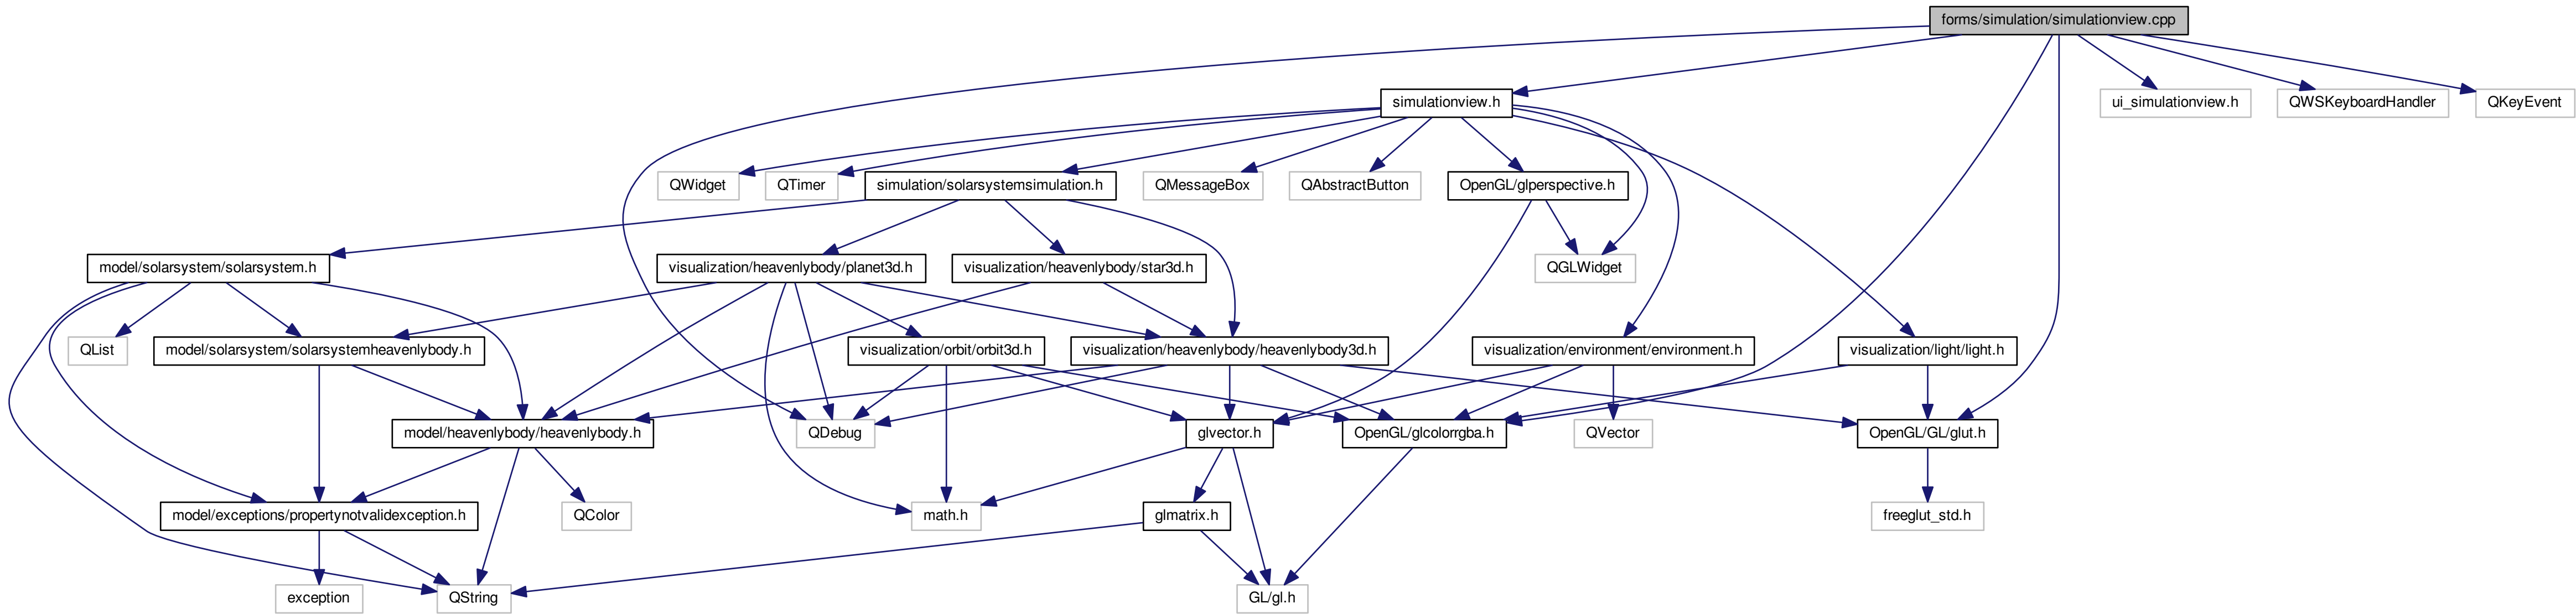 forms/simulation/simulationview.cpp
simulationview.h
ui_simulationview.h
QWSKeyboardHandler
QKeyEvent
QWidget
QTimer
simulation/solarsystemsimulation.h
QMessageBox
QAbstractButton
OpenGL/glperspective.h
model/solarsystem/solarsystem.h
visualization/heavenlybody/planet3d.h
visualization/heavenlybody/star3d.h
QGLWidget
QList
model/solarsystem/solarsystemheavenlybody.h
visualization/orbit/orbit3d.h
visualization/heavenlybody/heavenlybody3d.h
visualization/environment/environment.h
visualization/light/light.h
model/heavenlybody/heavenlybody.h
QDebug
glvector.h
OpenGL/glcolorrgba.h
QVector
OpenGL/GL/glut.h
model/exceptions/propertynotvalidexception.h
QColor
math.h
glmatrix.h
freeglut_std.h
exception
QString
GL/gl.h